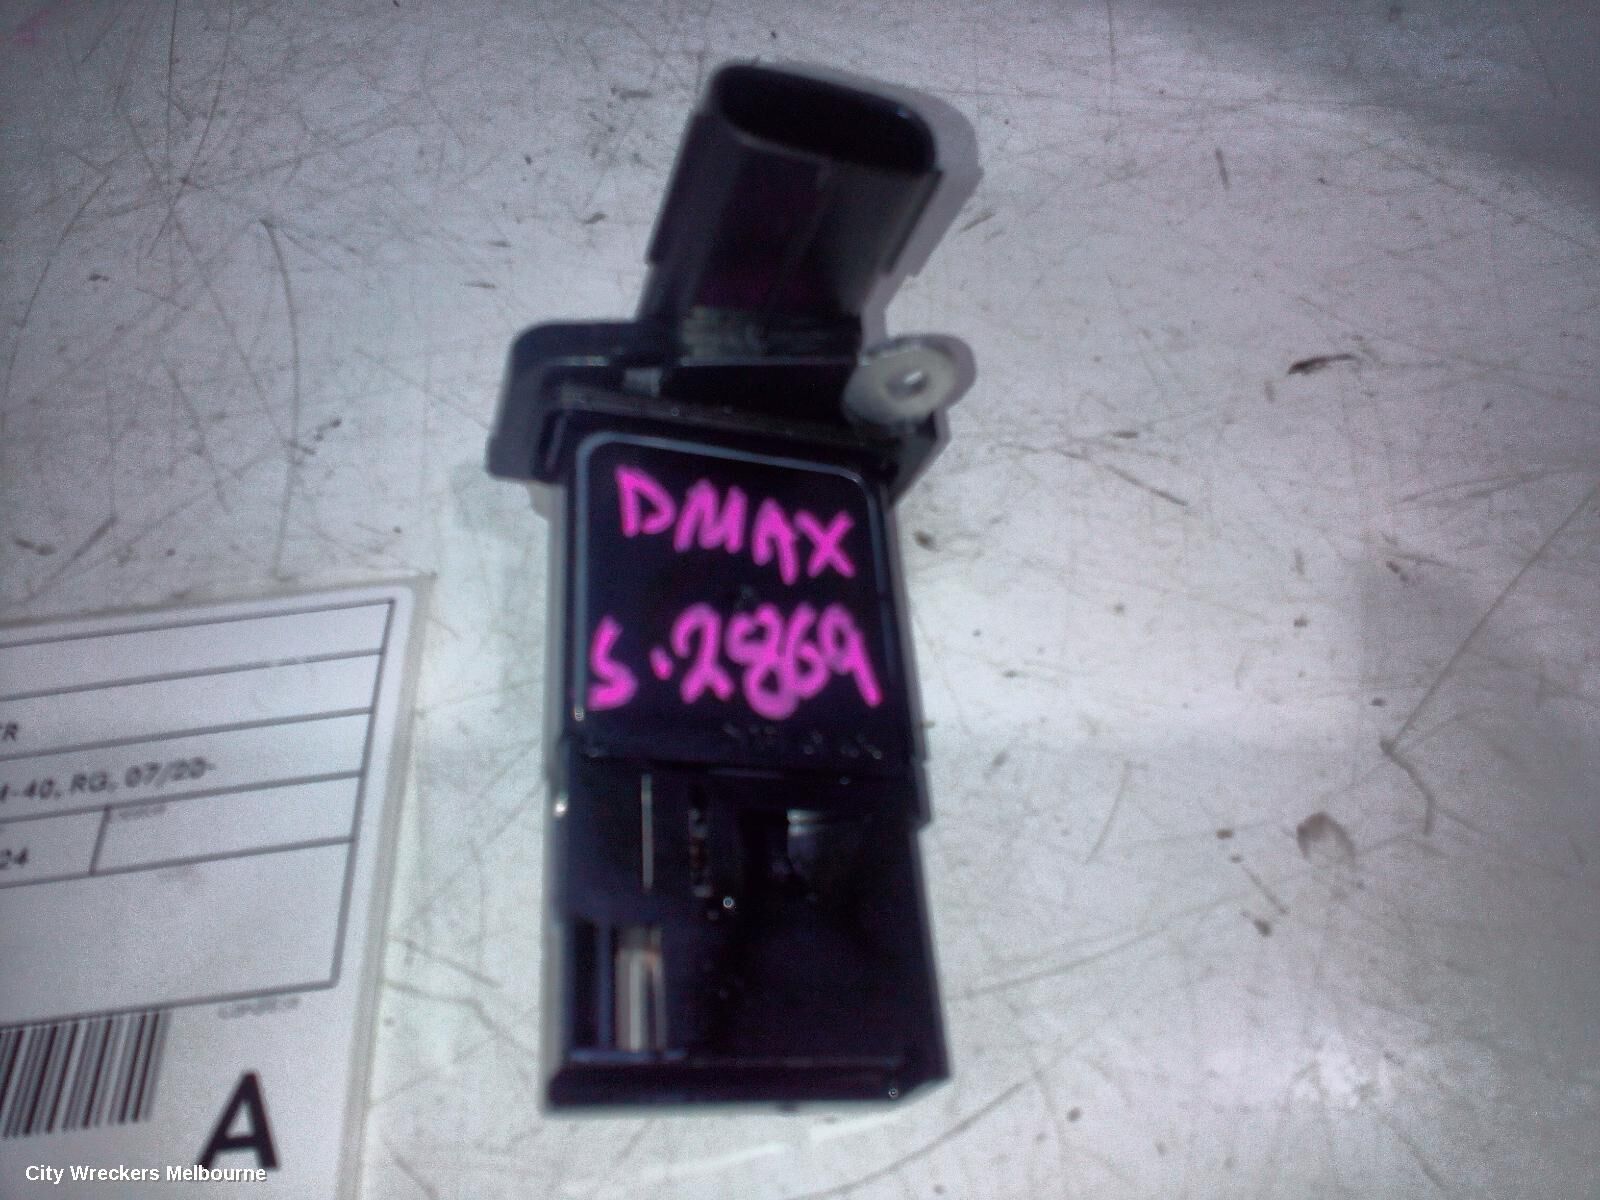 DMAX
S.2869
-40, RG, 07/20-
24
A
City Wreckers Melbourne